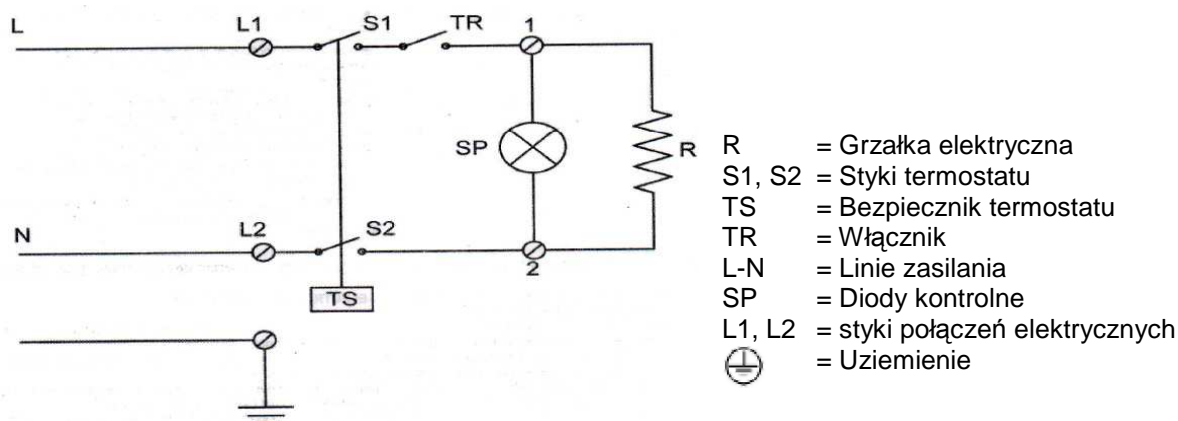 L L1 S1 TR 1
SP R
N L2 S2 2
TS
R = Grzałka elektryczna
S1, S2 = Styki termostatu
TS = Bezpiecznik termostatu
TR = Włącznik
L-N = Linie zasilania
SP = Diody kontrolne
L1, L2 = styki połączeń elektrycznych
= Uziemienie